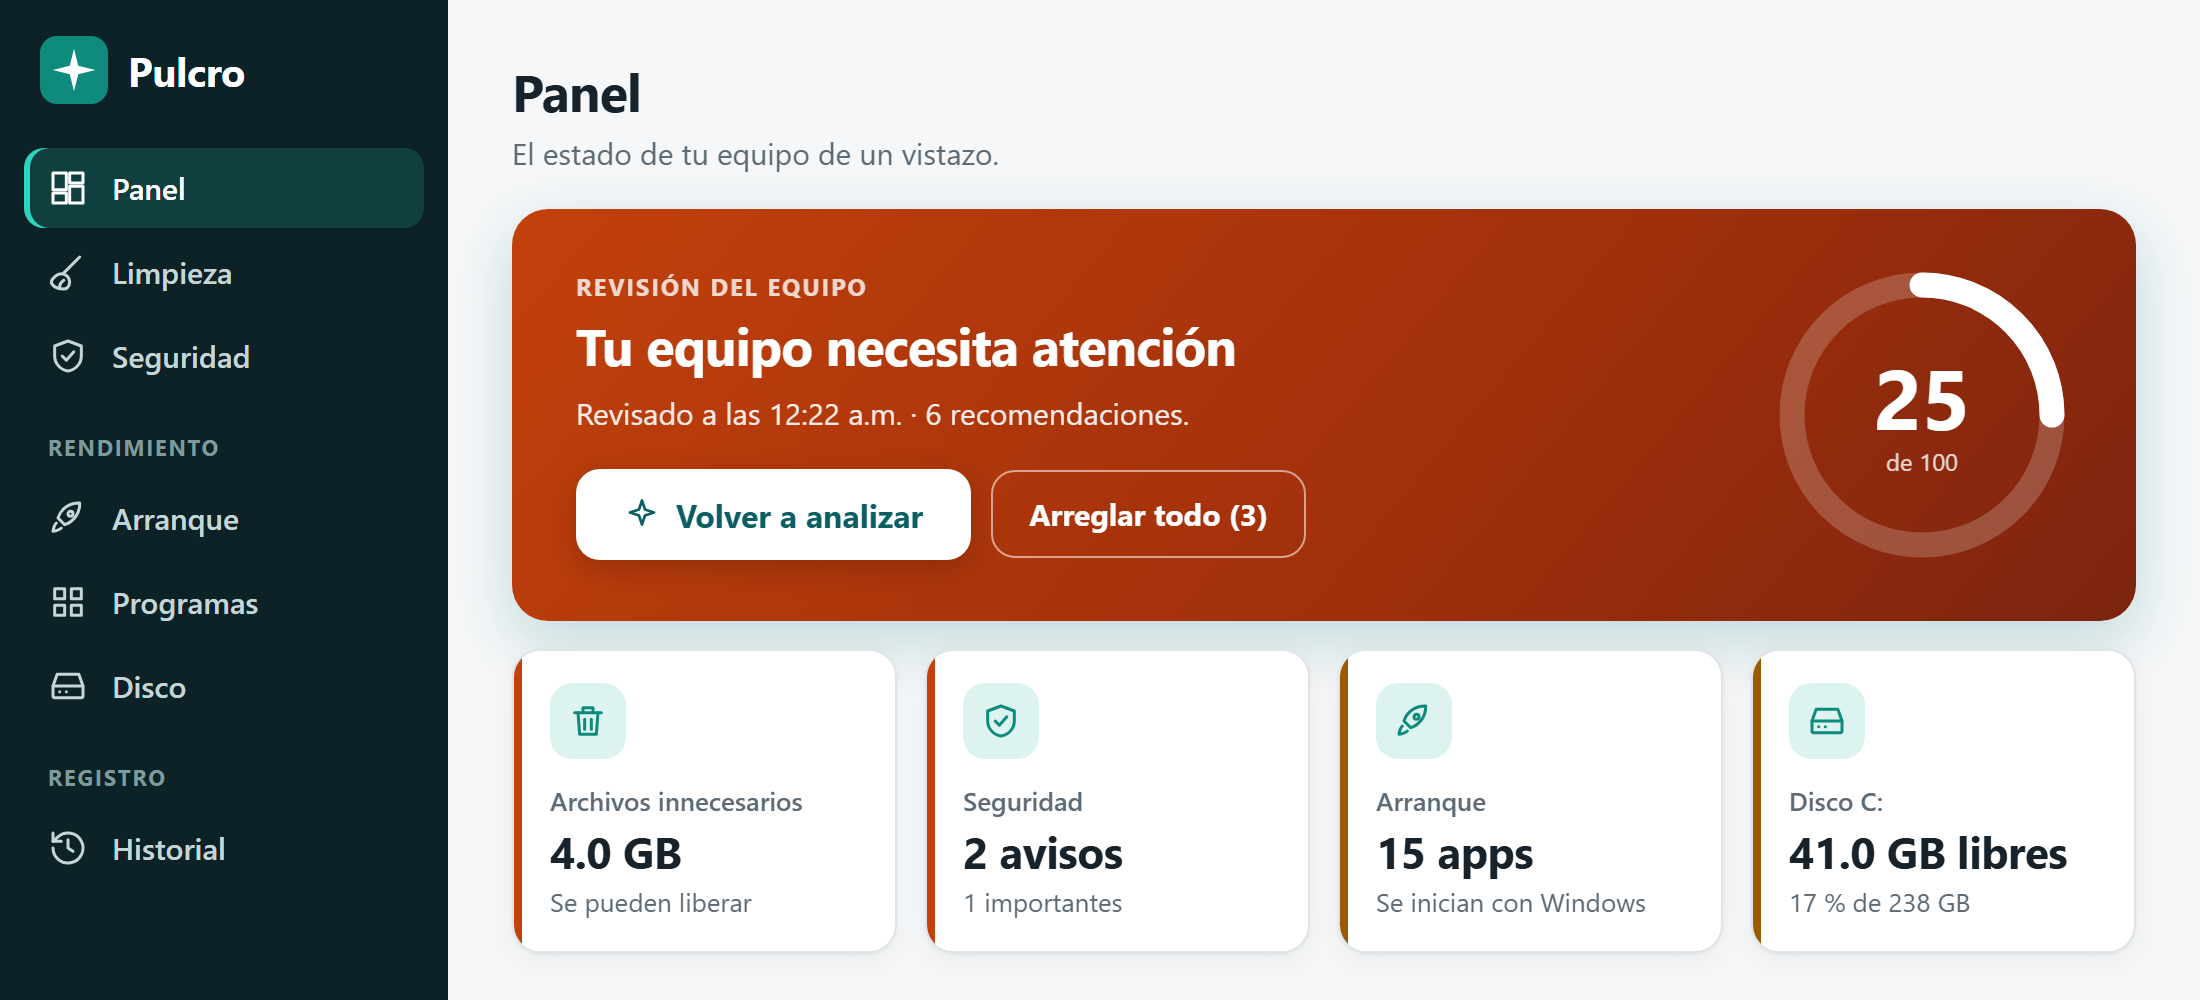 Pulcro
Panel
Limpieza
Seguridad
RENDIMIENTO
Arranque
Programas
Disco
REGISTRO
Historial
Panel
El estado de tu equipo de un vistazo.
REVISIÓN DEL EQUIPO
Tu equipo necesita atención
Revisado a las 12:22 a.m. · 6 recomendaciones.
Volver a analizar
Arreglar todo (3)
25
de 100
Archivos innecesarios
4.0 GB
Se pueden liberar
Seguridad
2 avisos
1 importantes
Arranque
15 apps
Se inician con Windows
Disco C:
41.0 GB libres
17 % de 238 GB